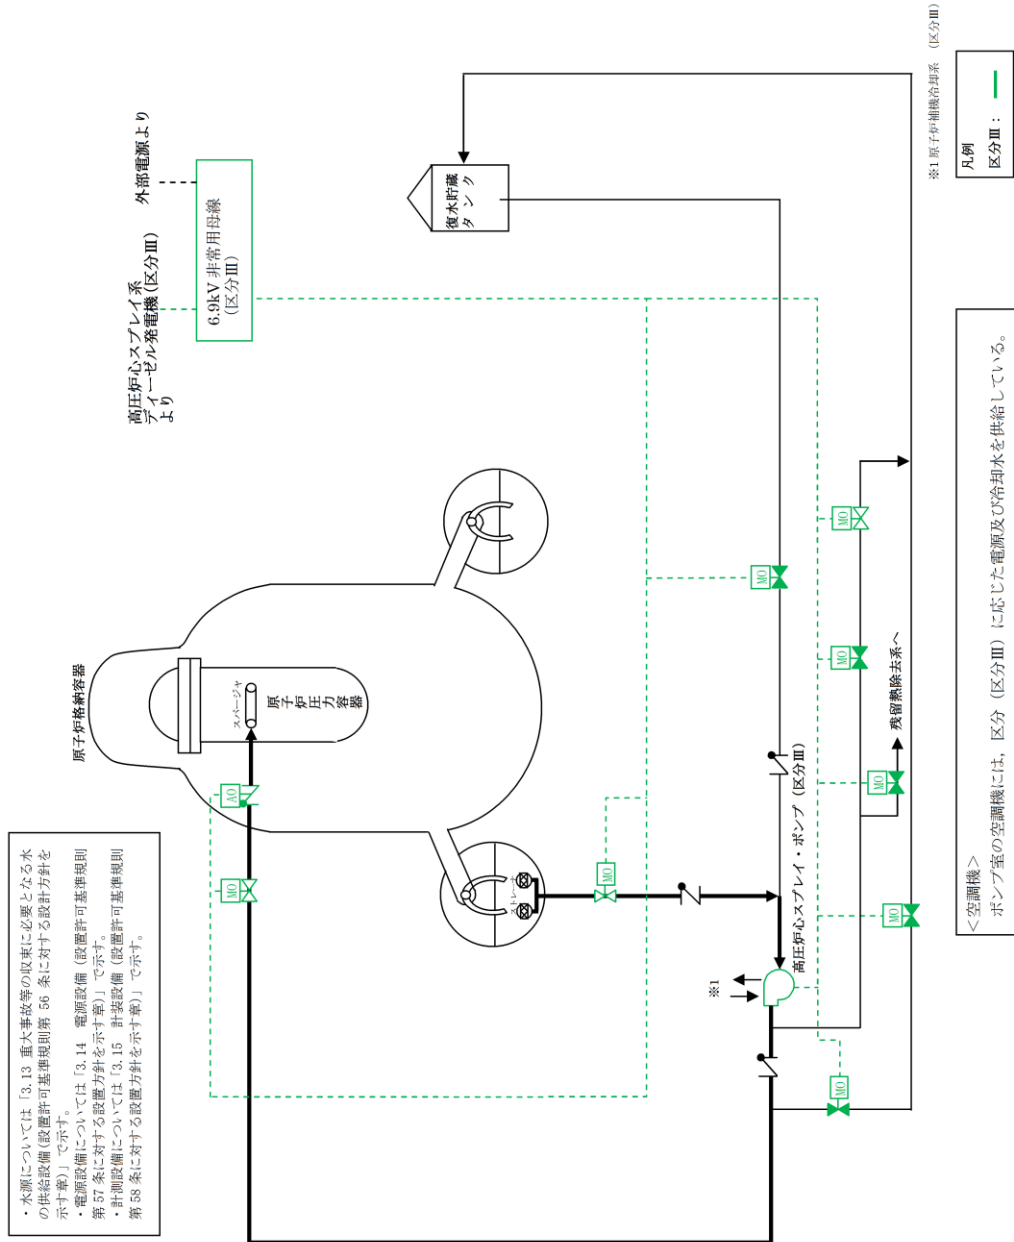 ・水源については「3.13 重大事故等の収束に必要となる水
の供給設備(設置許可基準規則第 56 条に対する設計方針を
示す章)」で示す。
・電源設備については「3.14　電源設備（設置許可基準規則
第 57 条に対する設置方針を示す章）」で示す。
・計測設備については「3.15　計装設備（設置許可基準規則
第 58 条に対する設置方針を示す章）」で示す。
原子炉格納容器
スパージャ
原子炉圧力容器
高圧炉心スプレイ系
ディーゼル発電機(区分Ⅲ)
より
外部電源より
6.9kV 非常用母線
(区分Ⅲ)
復水貯蔵
タンク
MO
AO
ストレーナ
MO
MO
※1
高圧炉心スプレイ・ポンプ（区分Ⅲ）
MO
MO
MO
MO
MO
MO
残留熱除去系へ
※1 原子炉補機冷却系　(区分Ⅲ)
凡例
区分Ⅲ：
＜空調機＞
ポンプ室の空調機には，区分（区分Ⅲ）に応じた電源及び冷却水を供給している。